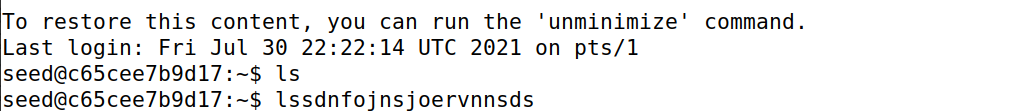 To restore this content, you can run the 'unminimize' command.
Last login: Fri Jul 30 22:22:14 UTC 2021 on pts/1
seed@c65cee7b9d17:~$ ls
seed@c65cee7b9d17:~$ lssdnfojnsjoervnnsds